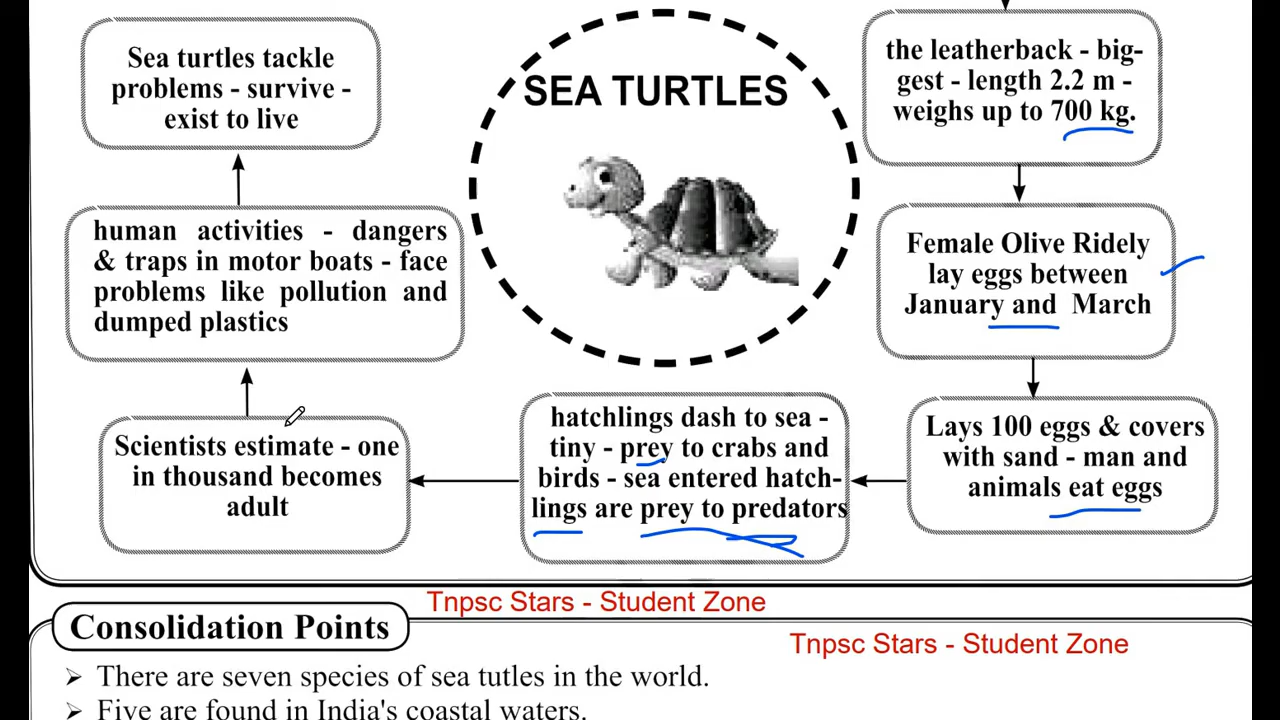 SEA TURTLES
the leatherback - big-
gest - length 2.2 m -
weighs up to 700 kg.
Female Olive Ridely
lay eggs between
January and March
Lays 100 eggs & covers
with sand - man and
animals eat eggs
hatchlings dash to sea -
tiny - prey to crabs and
birds - sea entered hatch-
lings are prey to predators
Scientists estimate - one
in thousand becomes
adult
human activities - dangers
& traps in motor boats - face
problems like pollution and
dumped plastics
Sea turtles tackle
problems - survive -
exist to live
Tnpsc Stars - Student Zone
Consolidation Points
Tnpsc Stars - Student Zone
➢ There are seven species of sea tutles in the world.
➢ Five are found in India's coastal waters.